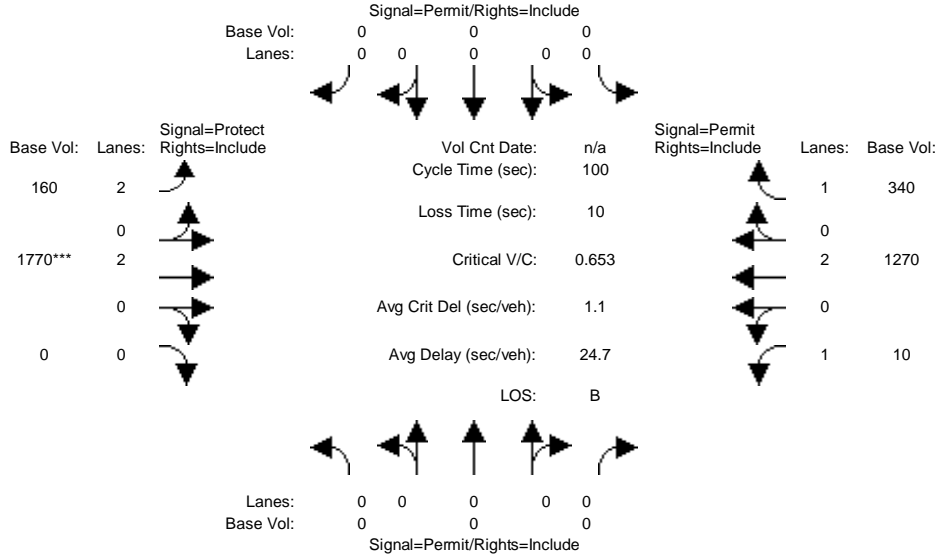 Signal=Permit/Rights=Include
Base Vol: 0 0 0
Lanes: 0 0 0 0 0
Signal=Protect
Base Vol: Lanes: Rights=Include
Vol Cnt Date: n/a
Signal=Permit
Rights=Include Lanes: Base Vol:
Cycle Time (sec): 100
160 2
1 340
Loss Time (sec): 10
0
0
1770*** 2
Critical V/C: 0.653
2 1270
0
Avg Crit Del (sec/veh): 1.1
0
0 0
Avg Delay (sec/veh): 24.7
1 10
LOS: B
Lanes: 0 0 0 0 0
Base Vol: 0 0 0
Signal=Permit/Rights=Include